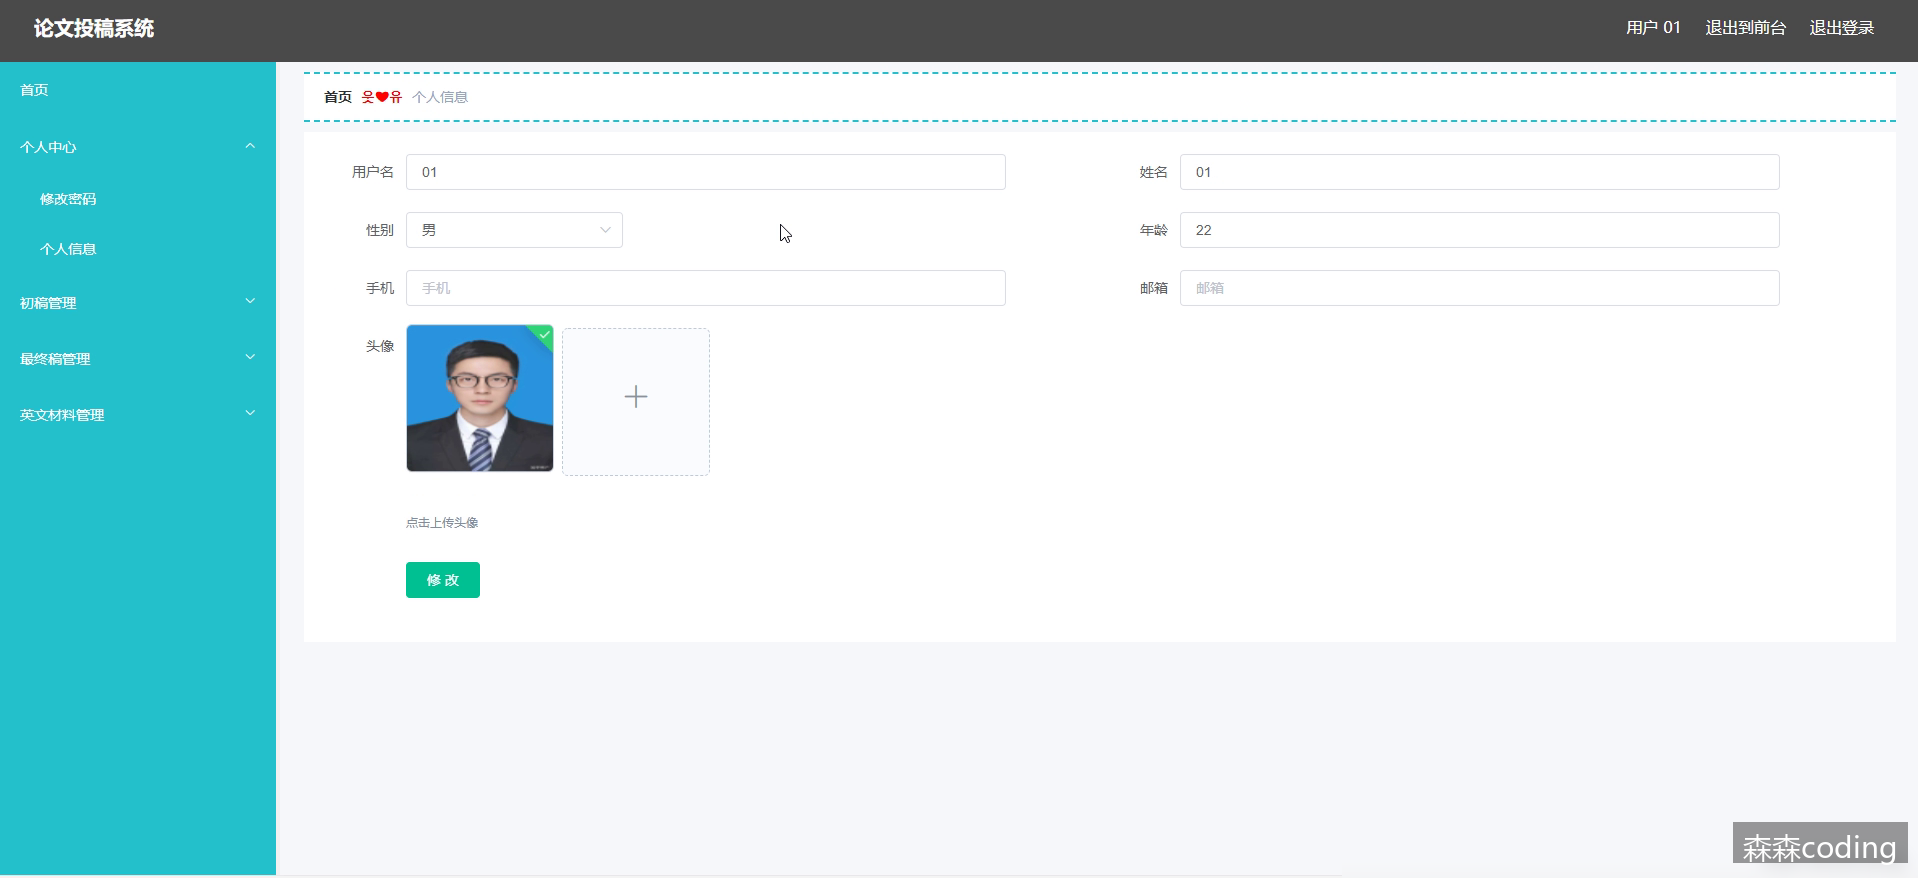 论文投稿系统
用户 01 退出到前台 退出登录
首页
个人中心
修改密码
个人信息
初稿管理
最终稿管理
英文材料管理
首页 웃❤유 个人信息
用户名 01 姓名 01
性别 男 年龄 22
手机 手机 邮箱 邮箱
头像
点击上传头像
修 改
森森coding